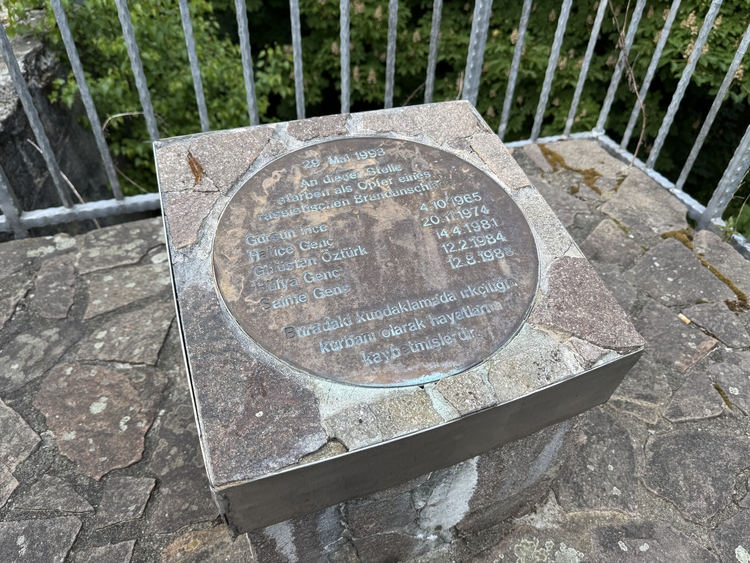 29. Mai 1993
An dieser Stelle
starben als Opfer eines
rassistischen Brandanschlags
Gürsün İnce 4.10.1965
Hatice Genç 20.11.1974
Gülüstan Öztürk 14.4.1981
Hülya Genç 12.2.1984
Saime Genç 12.8.1988
Buradaki kundaklamada ırkçılığın
kurbanı olarak hayatlarını
kaybetmişlerdir.